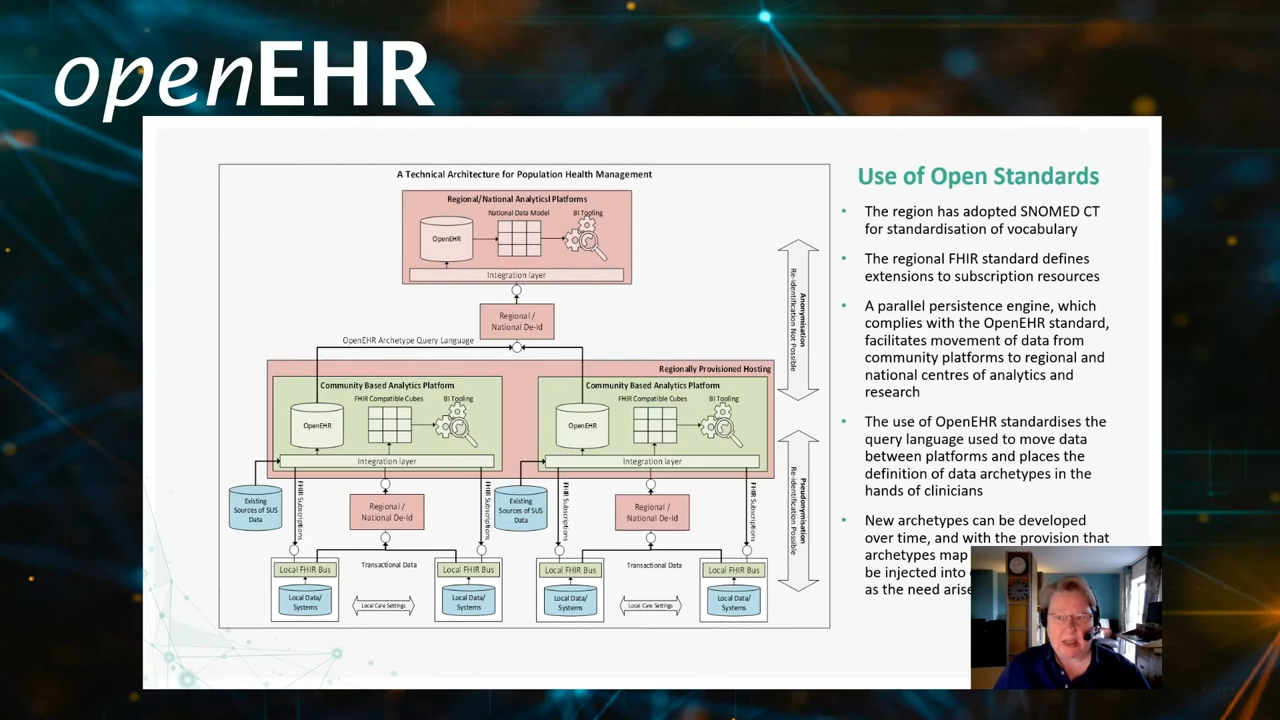 openEHR
A Technical Architecture for Population Health Management
Regional/National Analyticsl Platforms
National Data Model
BI Tooling
OpenEHR
Integration layer
Regional /
National De-Id
OpenEHR Archetype Query Language
Regionally Provisioned Hosting
Community Based Analytics Platform
FHIR Compatible Cubes
BI Tooling
OpenEHR
Integration layer
Community Based Analytics Platform
FHIR Compatible Cubes
BI Tooling
OpenEHR
Integration layer
Existing
Sources of SUS
Data
FHIR Subscriptions
Regional /
National De-Id
FHIR Subscriptions
Existing
Sources of SUS
Data
FHIR Subscriptions
Regional /
National De-Id
FHIR Subscriptions
Local FHIR Bus
Transactional Data
Local FHIR Bus
Local FHIR Bus
Transactional Data
Local FHIR Bus
Local Data/
Systems
Local Care Settings
Local Data/
Systems
Local Data/
Systems
Local Care Settings
Local Data/
Systems
Anonymisation
Re-identification Not Possible
Pseudonymisation
Re-identification Possible
Use of Open Standards
• The region has adopted SNOMED CT
for standardisation of vocabulary
• The regional FHIR standard defines
extensions to subscription resources
• A parallel persistence engine, which
complies with the OpenEHR standard,
facilitates movement of data from
community platforms to regional and
national centres of analytics and
research
• The use of OpenEHR standardises the
query language used to move data
between platforms and places the
definition of data archetypes in the
hands of clinicians
• New archetypes can be developed
over time, and with the provision that
archetypes map
be injected into
as the need arise